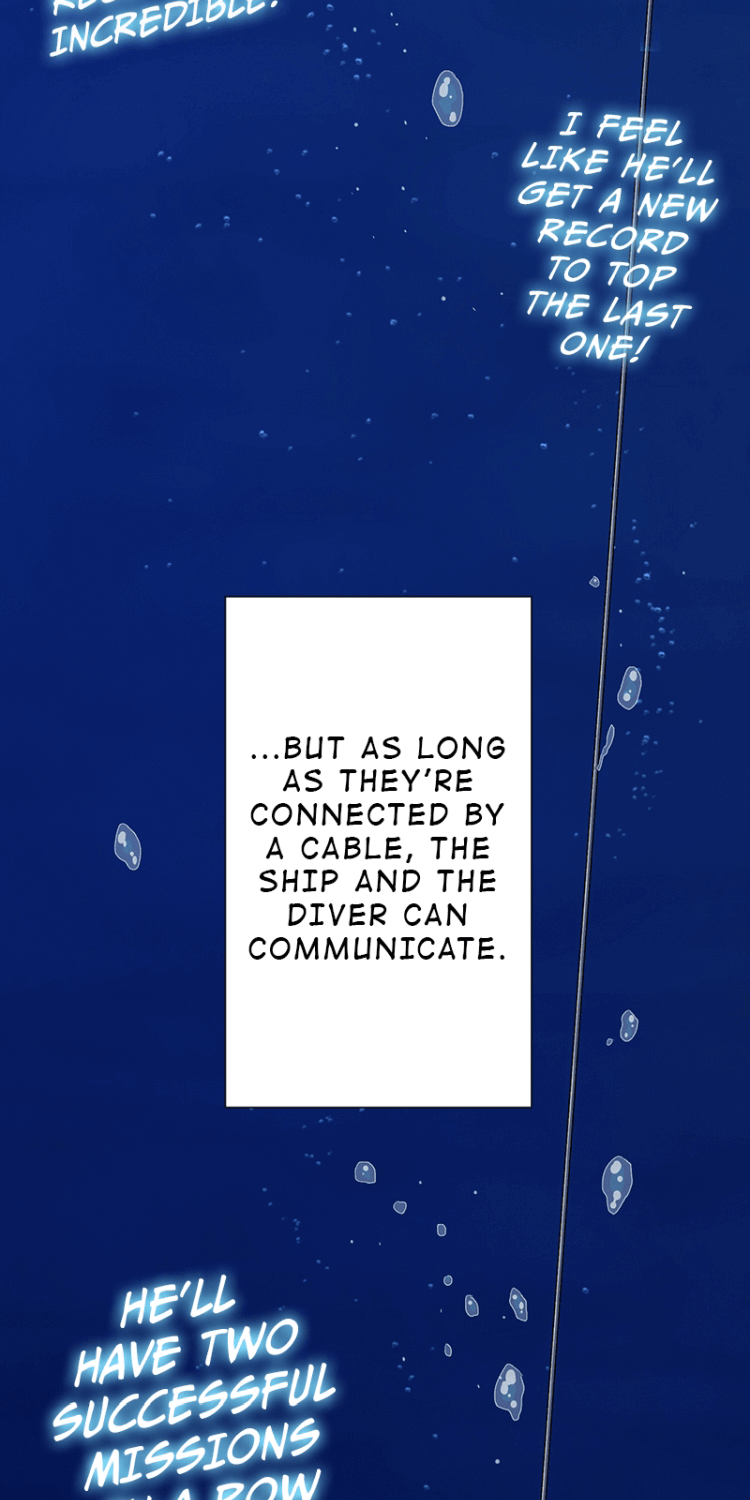 INCREDIBLE!
I FEEL
LIKE HE'LL
GET A NEW
RECORD
TO TOP
THE LAST
ONE!
...BUT AS LONG
AS THEY'RE
CONNECTED BY
A CABLE, THE
SHIP AND THE
DIVER CAN
COMMUNICATE.
HE'LL
HAVE TWO
SUCCESSFUL
MISSIONS
A ROW